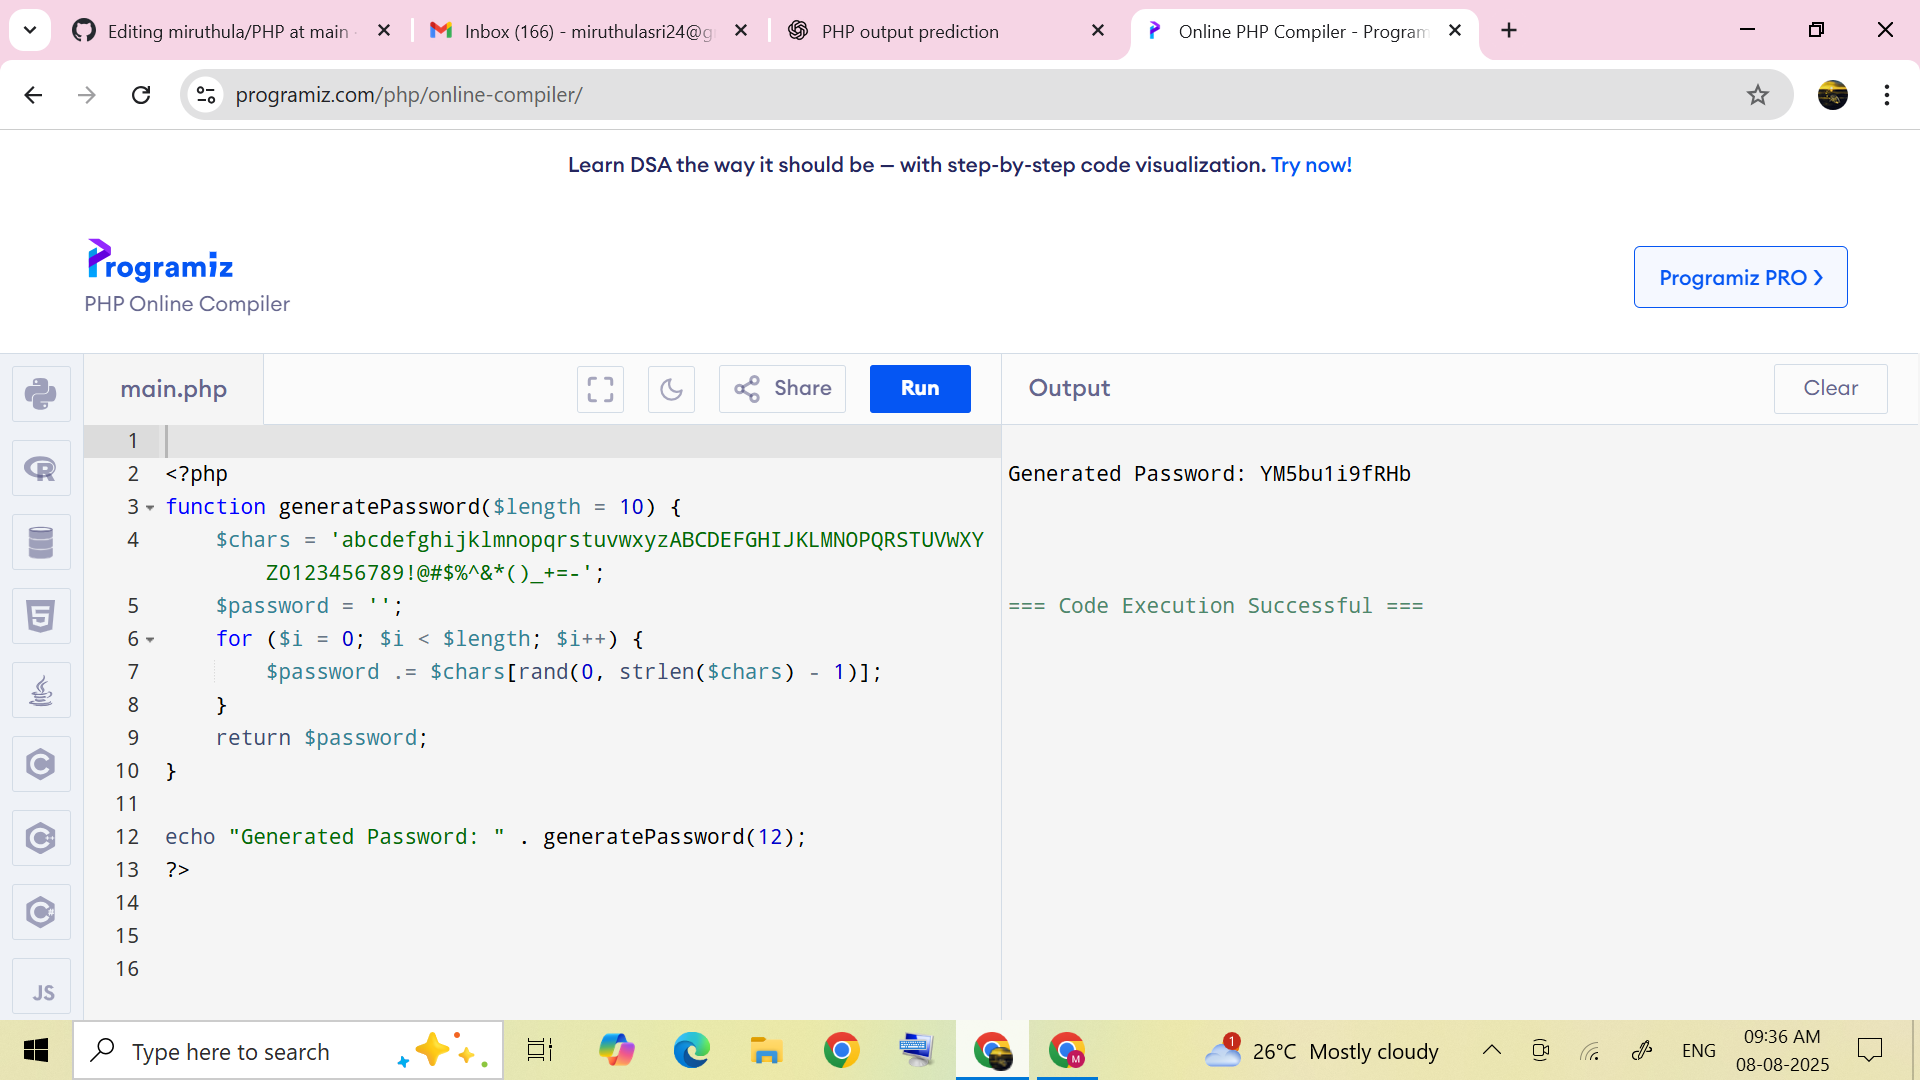 Editing miruthula/PHP at main
Inbox (166) - miruthulasri24@g
PHP output prediction
Online PHP Compiler - Program
programiz.com/php/online-compiler/
Learn DSA the way it should be — with step-by-step code visualization. Try now!
Programiz
PHP Online Compiler
Programiz PRO ❯
main.php
Share
Run
Output
Clear
1
2 <?php
3 function generatePassword($length = 10) {
4 $chars = 'abcdefghijklmnopqrstuvwxyzABCDEFGHIJKLMNOPQRSTUVWXY
Z0123456789!@#$%^&*()_+=-';
5 $password = '';
6 for ($i = 0; $i < $length; $i++) {
7 $password .= $chars[rand(0, strlen($chars) - 1)];
8 }
9 return $password;
10 }
11
12 echo "Generated Password: " . generatePassword(12);
13 ?>
14
15
16
Generated Password: YM5bu1i9fRHb
=== Code Execution Successful ===
JS
Type here to search
M
1
26°C Mostly cloudy
ENG
09:36 AM
08-08-2025